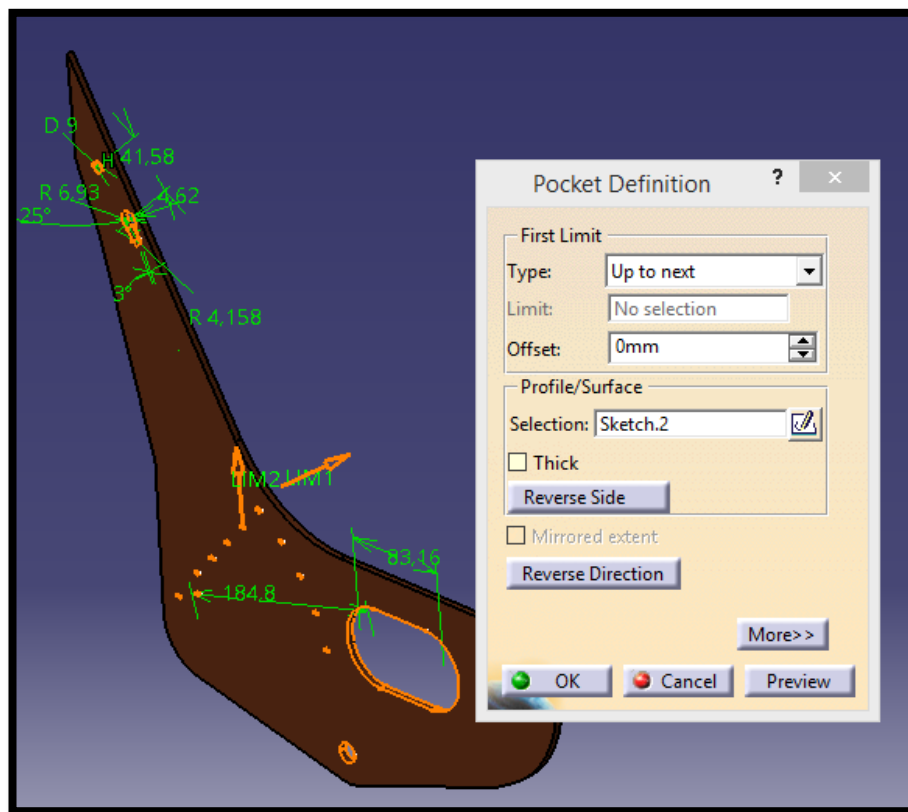 D 9
H 41,58
R 6,93
4,62
25°
3°
R 4,158
LIM2 LIM1
83,16
184,8
Pocket Definition ? ×
First Limit
Type: Up to next
Limit: No selection
Offset: 0mm
Profile/Surface
Selection: Sketch.2
Thick
Reverse Side
Mirrored extent
Reverse Direction
More>>
OK Cancel Preview